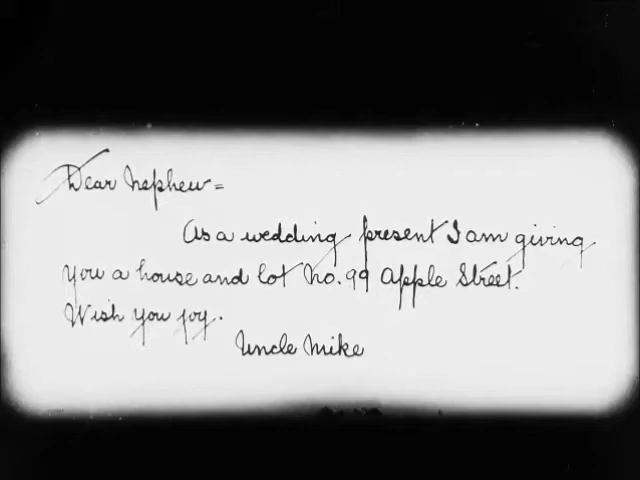 Dear Nephew=
As a wedding present I am giving
you a house and lot No. 99 Apple Street.
Wish you joy.
Uncle Mike